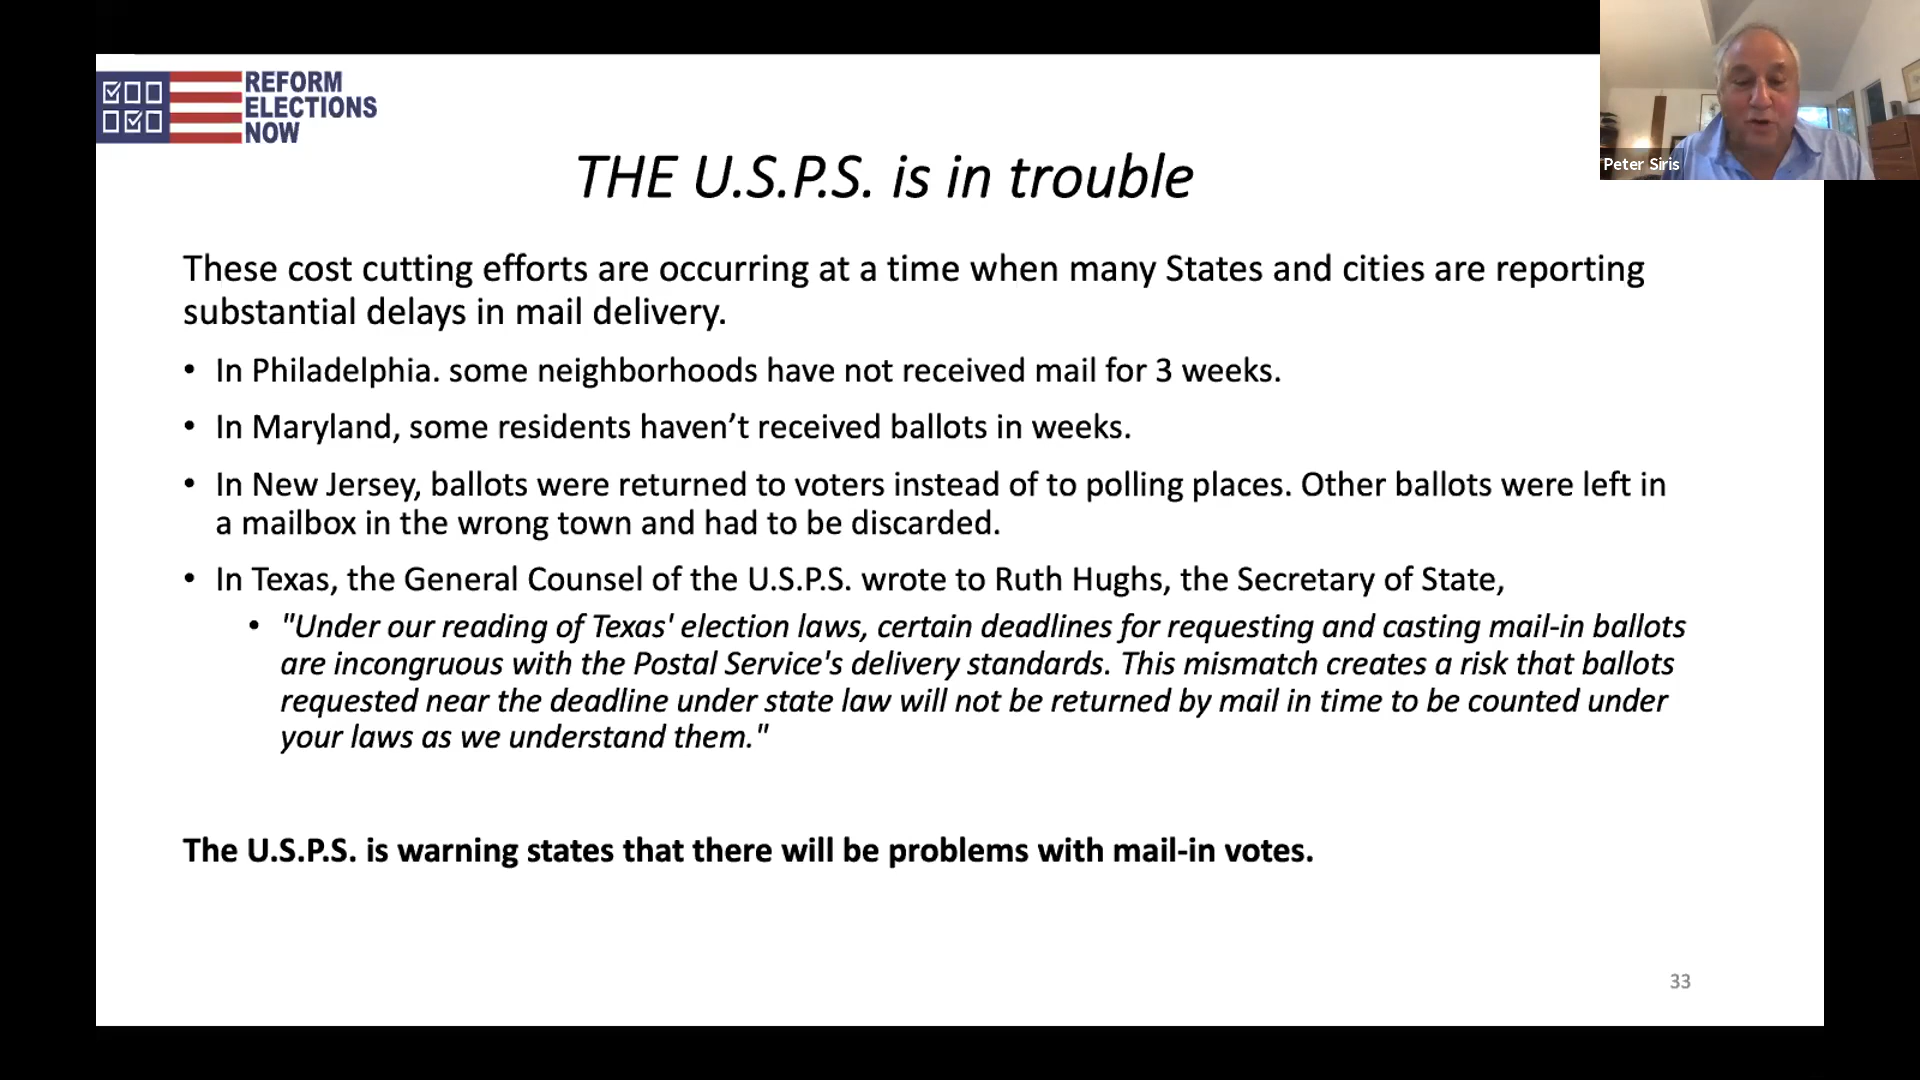 REFORM
ELECTIONS
NOW
Peter Siris
THE U.S.P.S. is in trouble
These cost cutting efforts are occurring at a time when many States and cities are reporting
substantial delays in mail delivery.
• In Philadelphia. some neighborhoods have not received mail for 3 weeks.
• In Maryland, some residents haven’t received ballots in weeks.
• In New Jersey, ballots were returned to voters instead of to polling places. Other ballots were left in
a mailbox in the wrong town and had to be discarded.
• In Texas, the General Counsel of the U.S.P.S. wrote to Ruth Hughs, the Secretary of State,
• "Under our reading of Texas' election laws, certain deadlines for requesting and casting mail-in ballots
are incongruous with the Postal Service's delivery standards. This mismatch creates a risk that ballots
requested near the deadline under state law will not be returned by mail in time to be counted under
your laws as we understand them."
The U.S.P.S. is warning states that there will be problems with mail-in votes.
33